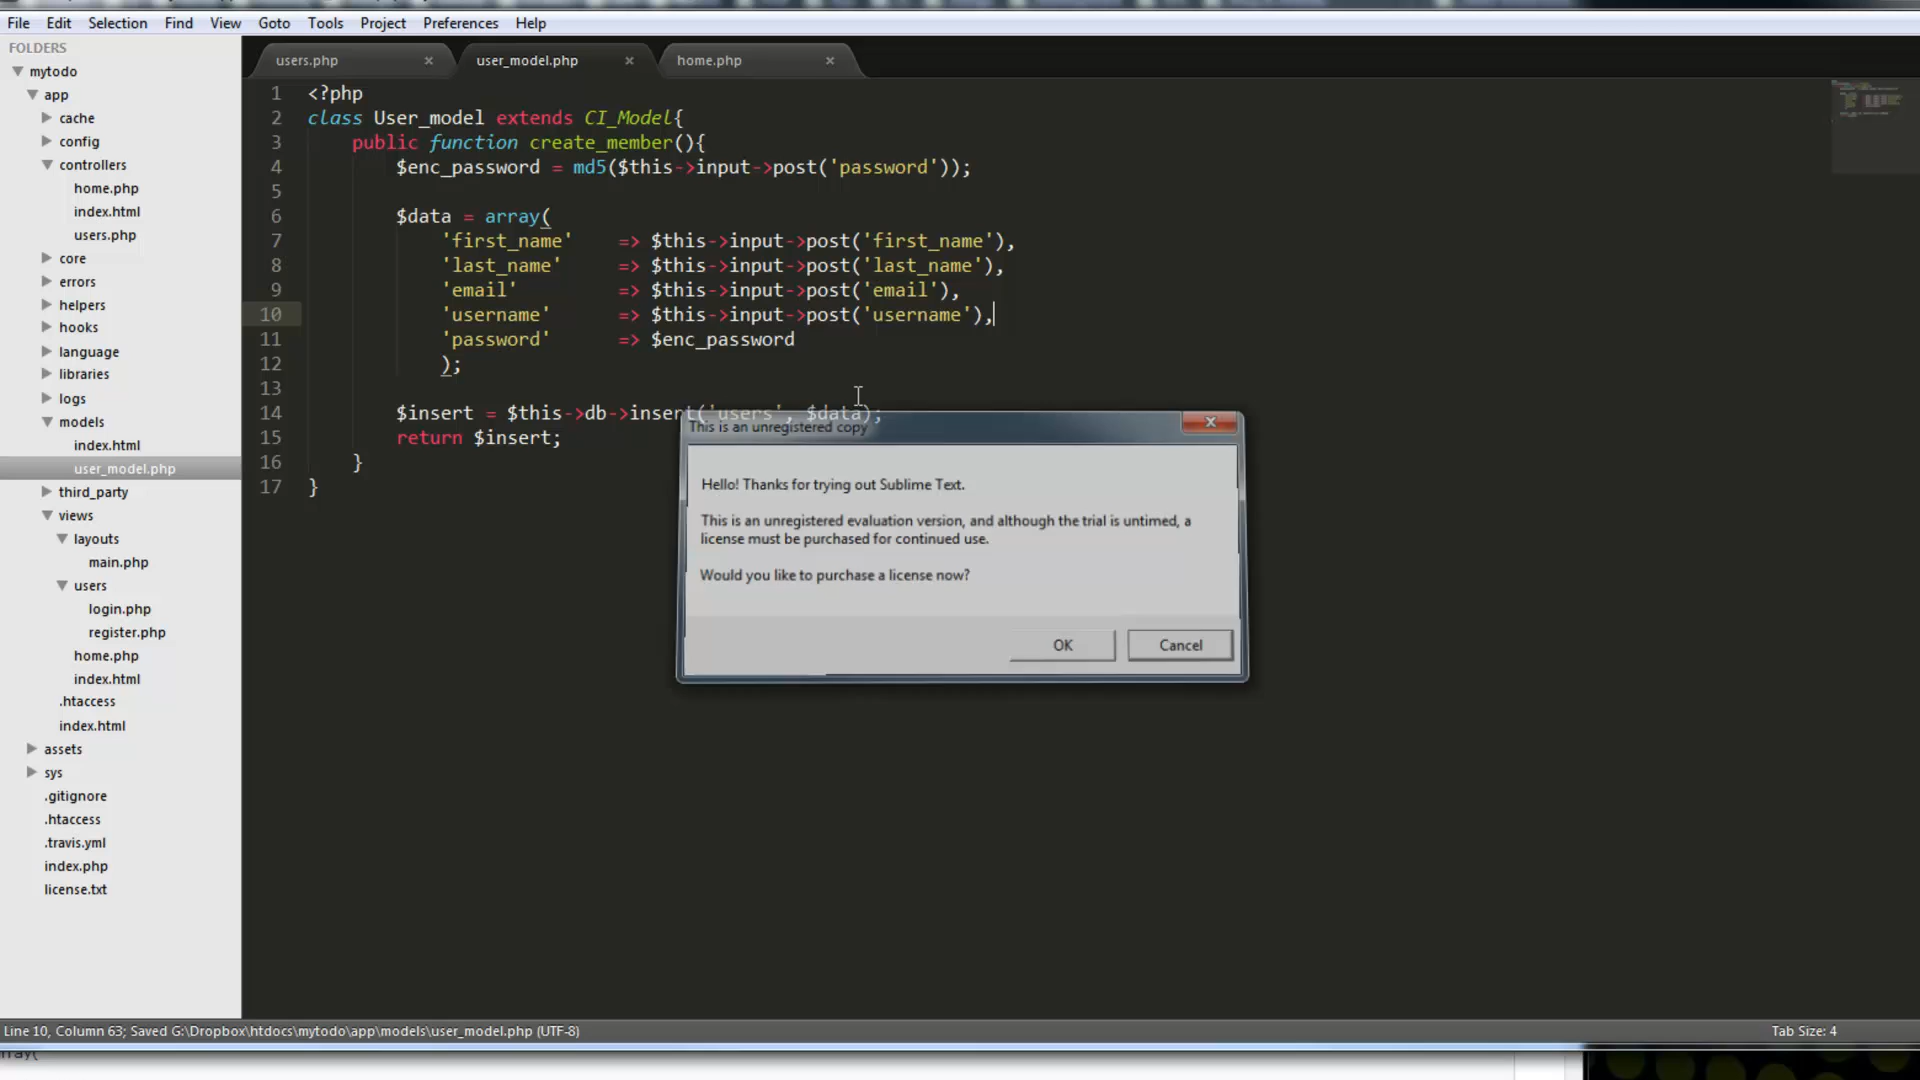 File Edit Selection Find View Goto Tools Project Preferences Help
FOLDERS
mytodo
app
cache
config
controllers
home.php
index.html
users.php
core
errors
helpers
hooks
language
libraries
logs
models
index.html
user_model.php
third_party
views
layouts
main.php
users
login.php
register.php
home.php
index.html
.htaccess
index.html
assets
sys
.gitignore
.htaccess
.travis.yml
index.php
license.txt
users.php × user_model.php × home.php ×
1 <?php
2 class User_model extends CI_Model{
3 public function create_member(){
4 $enc_password = md5($this->input->post('password'));
5
6 $data = array(
7 'first_name' => $this->input->post('first_name'),
8 'last_name' => $this->input->post('last_name'),
9 'email' => $this->input->post('email'),
10 'username' => $this->input->post('username'),
11 'password' => $enc_password
12 );
13
14 $insert = $this->db->insert('users', $data);
15 return $insert;
16 }
17 }
This is an unregistered copy
Hello! Thanks for trying out Sublime Text.
This is an unregistered evaluation version, and although the trial is untimed, a
license must be purchased for continued use.
Would you like to purchase a license now?
OK Cancel
Line 10, Column 63; Saved G:\Dropbox\htdocs\mytodo\app\models\user_model.php (UTF-8) Tab Size: 4